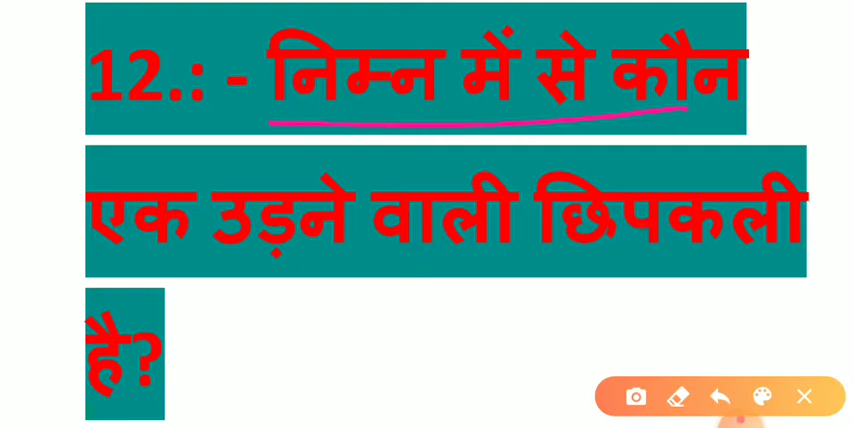 12.: - निम्न में से कौन
एक उड़ने वाली छिपकली
है?